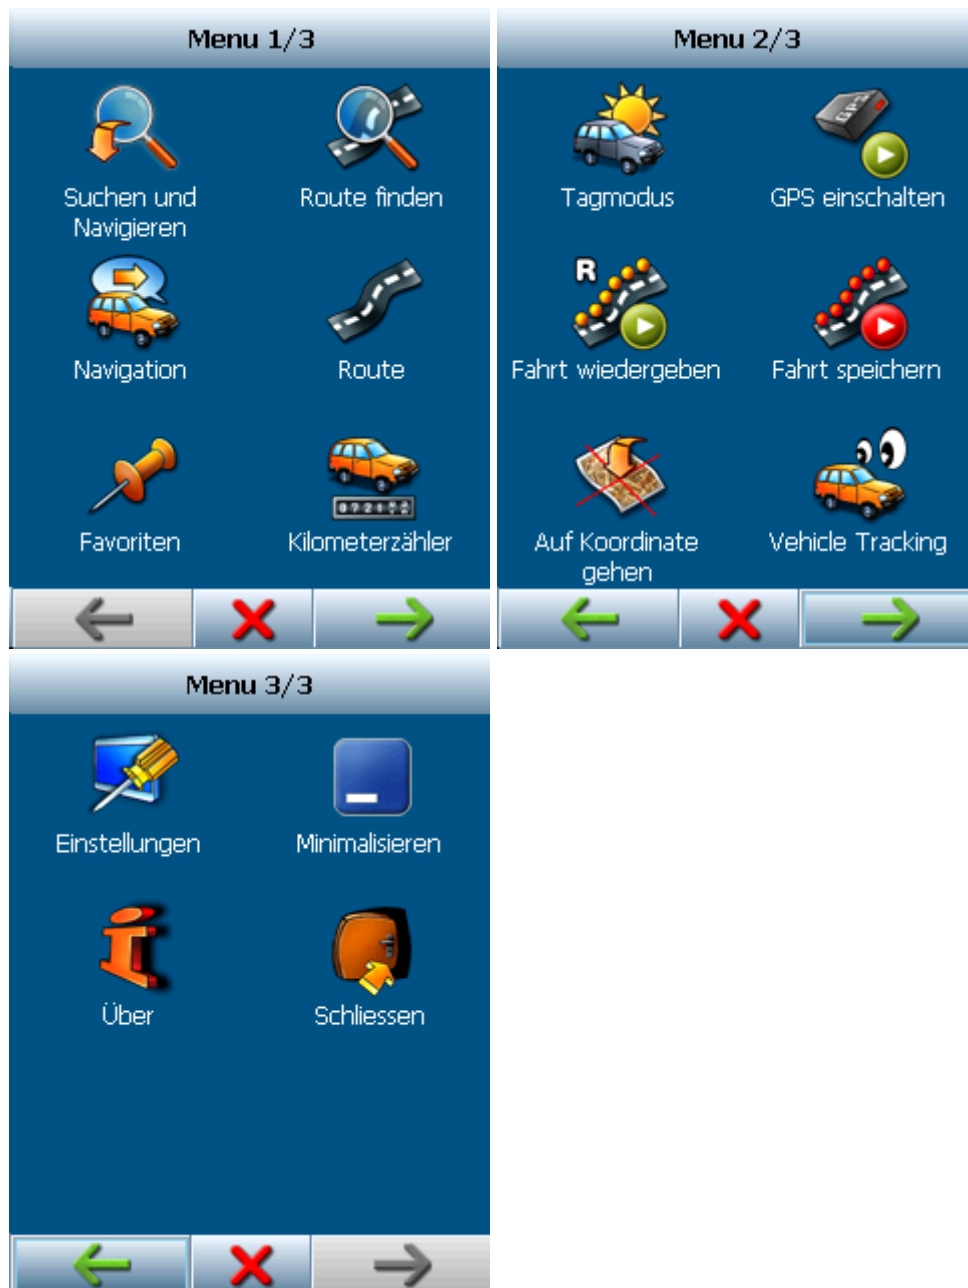 Menu 1/3
Suchen und
Navigieren
Route finden
Navigation
Route
Favoriten
Kilometerzähler
Menu 2/3
GPS
Tagmodus
GPS einschalten
R
Fahrt wiedergeben
Fahrt speichern
Auf Koordinate
gehen
Vehicle Tracking
Menu 3/3
Einstellungen
Minimalisieren
Über
Schliessen